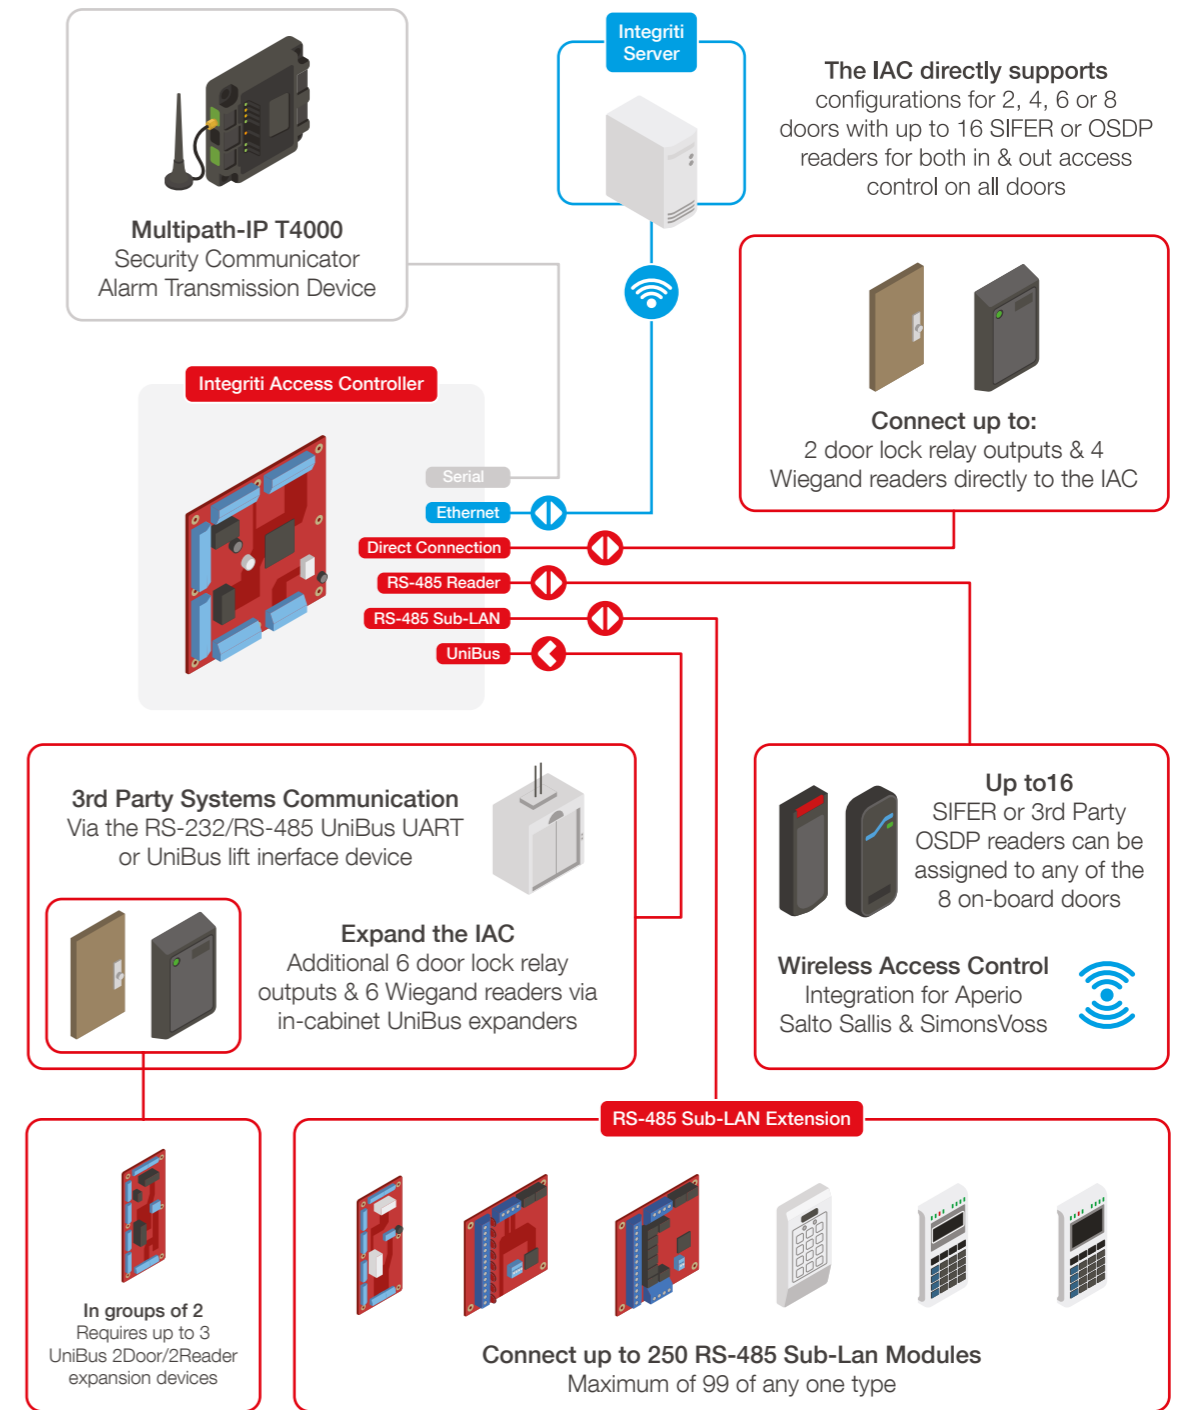 Integriti
Server
The IAC directly supports
configurations for 2, 4, 6 or 8
doors with up to 16 SIFER or OSDP
readers for both in & out access
control on all doors
Multipath-IP T4000
Security Communicator
Alarm Transmission Device
Integriti Access Controller
Connect up to:
2 door lock relay outputs & 4
Wiegand readers directly to the IAC
Serial
Ethernet
Direct Connection
RS-485 Reader
RS-485 Sub-LAN
UniBus
3rd Party Systems Communication
Via the RS-232/RS-485 UniBus UART
or UniBus lift inerface device
Expand the IAC
Additional 6 door lock relay
outputs & 6 Wiegand readers via
in-cabinet UniBus expanders
Up to16
SIFER or 3rd Party
OSDP readers can be
assigned to any of the
8 on-board doors
Wireless Access Control
Integration for Aperio
Salto Sallis & SimonsVoss
In groups of 2
Requires up to 3
UniBus 2Door/2Reader
expansion devices
RS-485 Sub-LAN Extension
Connect up to 250 RS-485 Sub-Lan Modules
Maximum of 99 of any one type